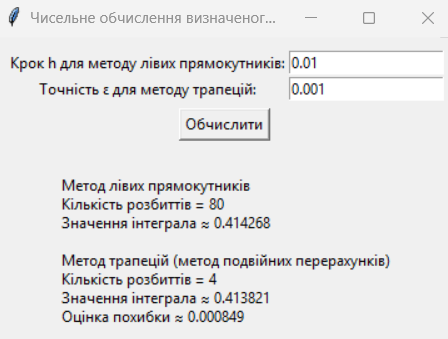 Чисельне обчислення визначеног...
Крок h для методу лівих прямокутників: 0.01
Точність ε для методу трапецій: 0.001
Обчислити
Метод лівих прямокутників
Кількість розбиттів = 80
Значення інтеграла ≈ 0.414268
Метод трапецій (метод подвійних перерахунків)
Кількість розбиттів = 4
Значення інтеграла ≈ 0.413821
Оцінка похибки ≈ 0.000849